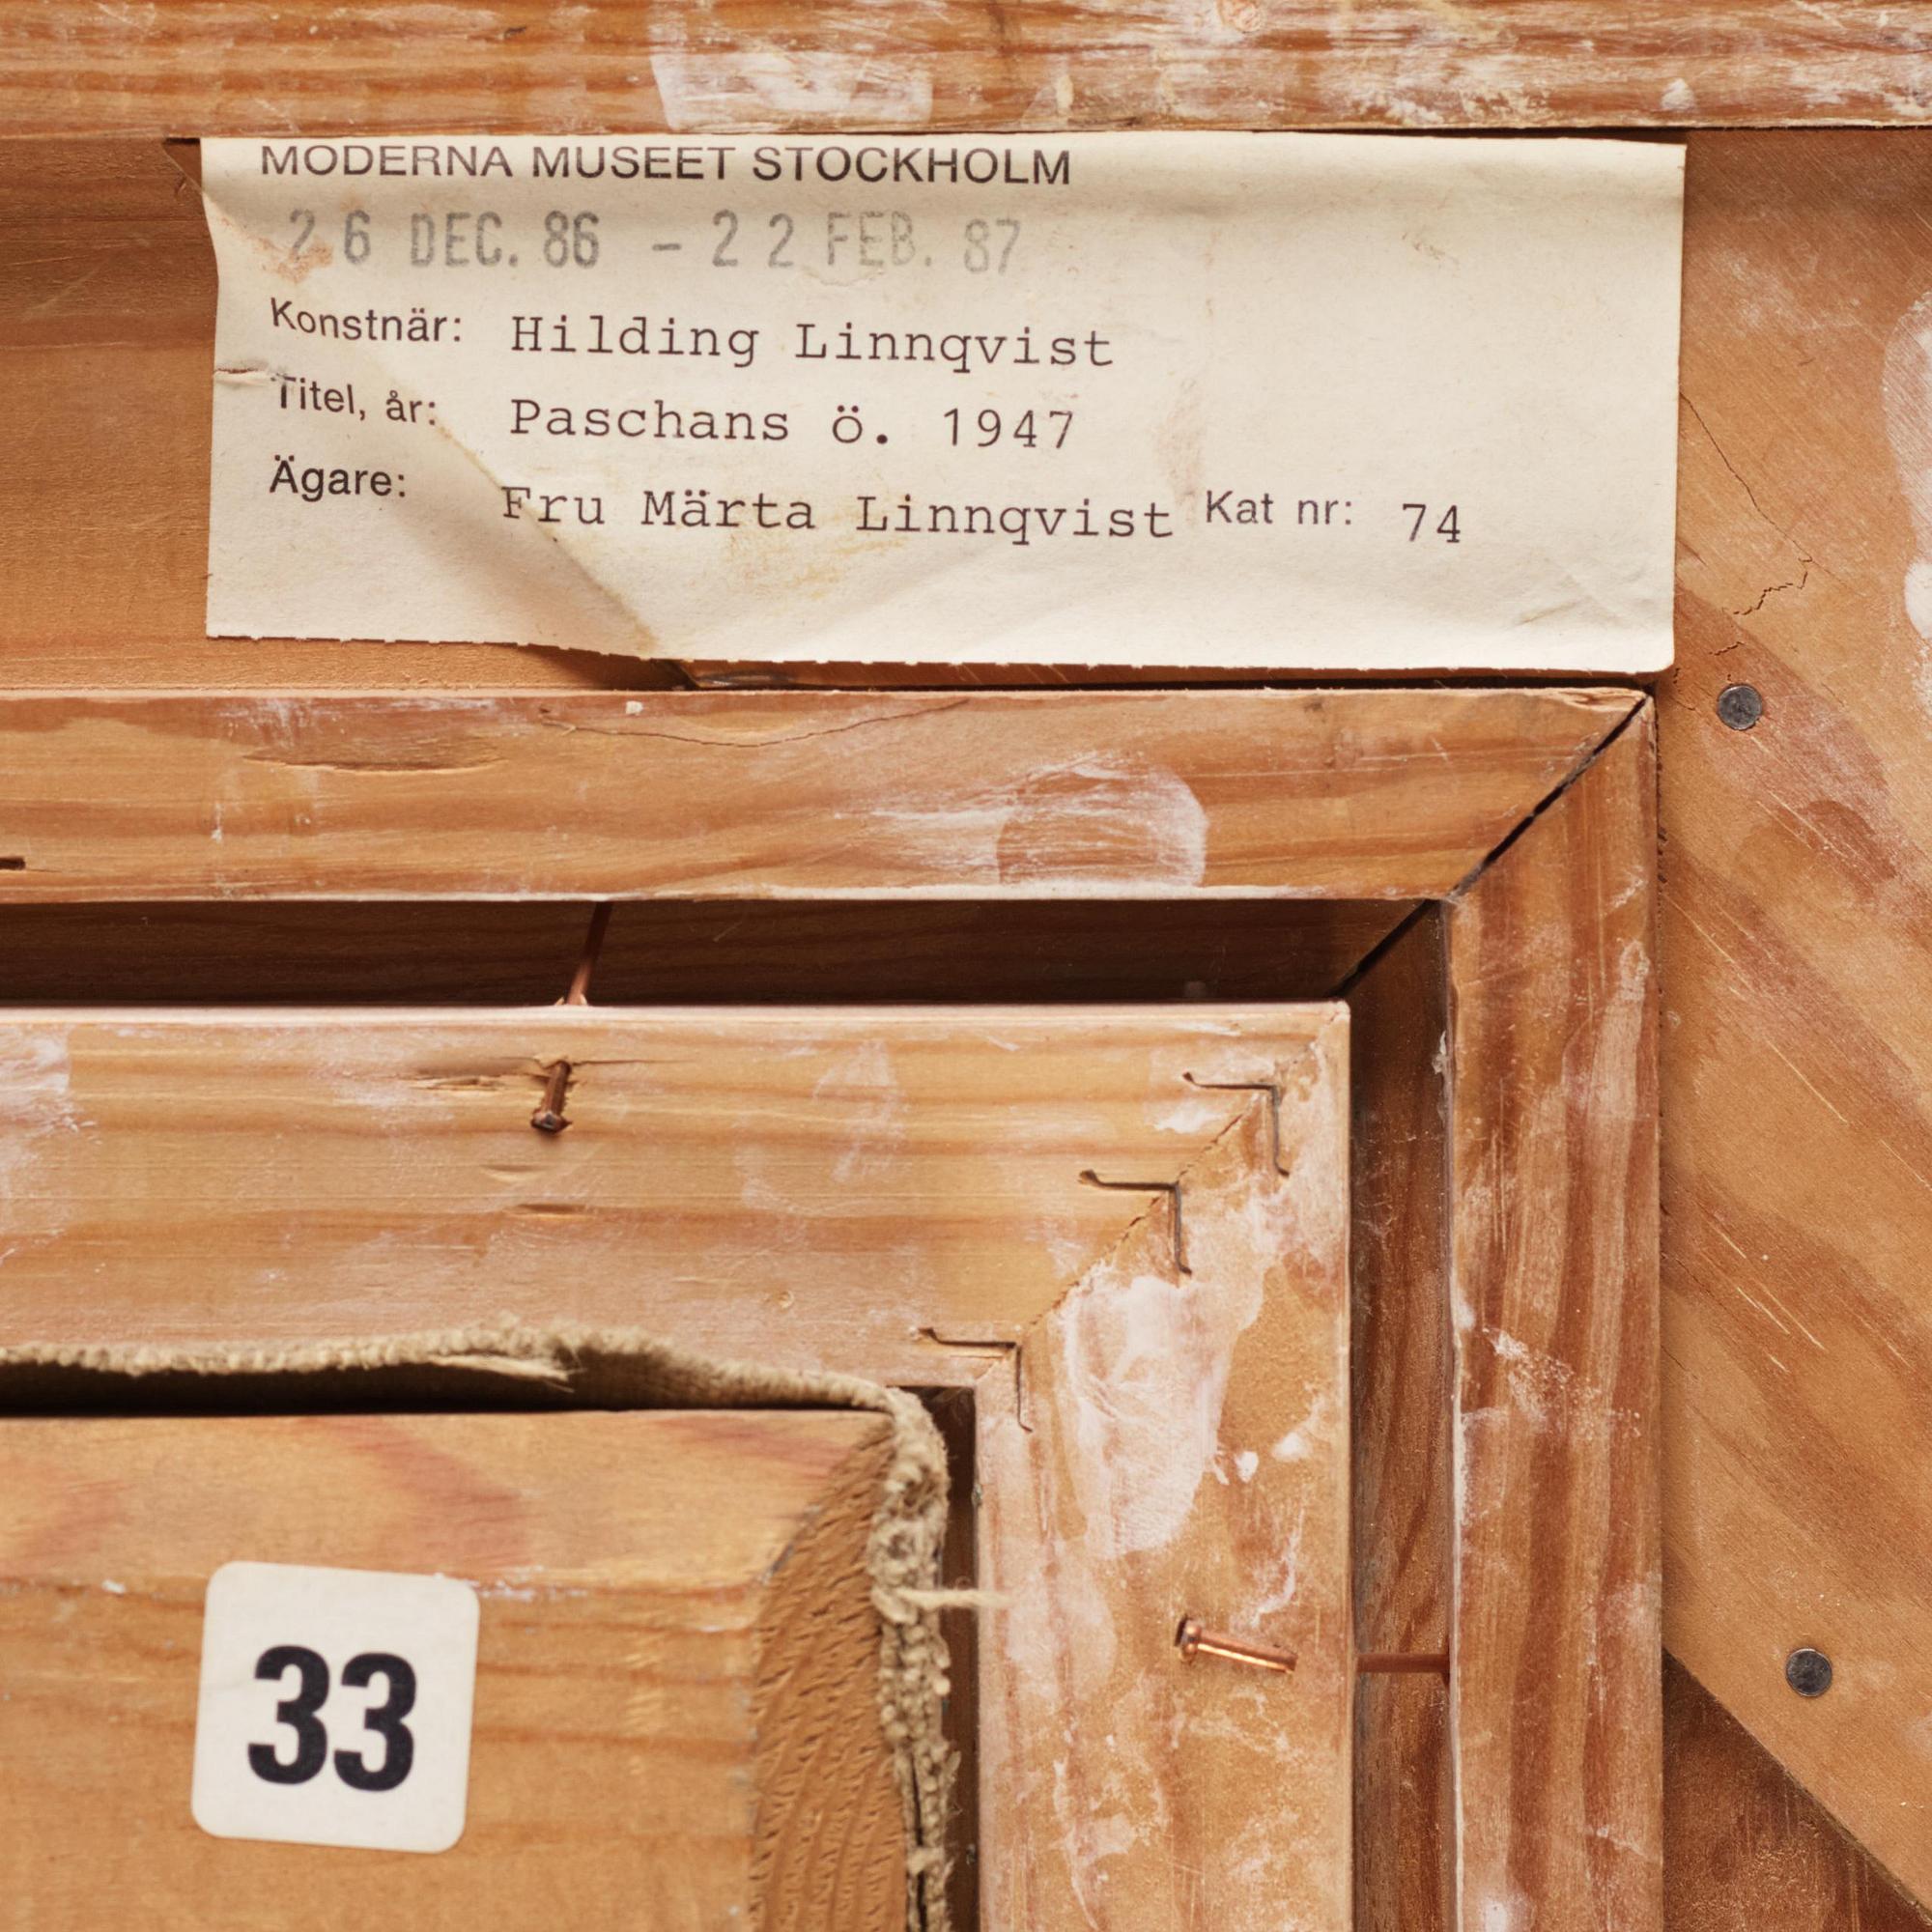 MODERNA MUSEET STOCKHOLM
26 DEC. 86 - 22 FEB. 87
Konstnär: Hilding Linnqvist
Titel, år: Paschans ö. 1947
Ägare: Fru Märta Linnqvist Kat nr: 74
33